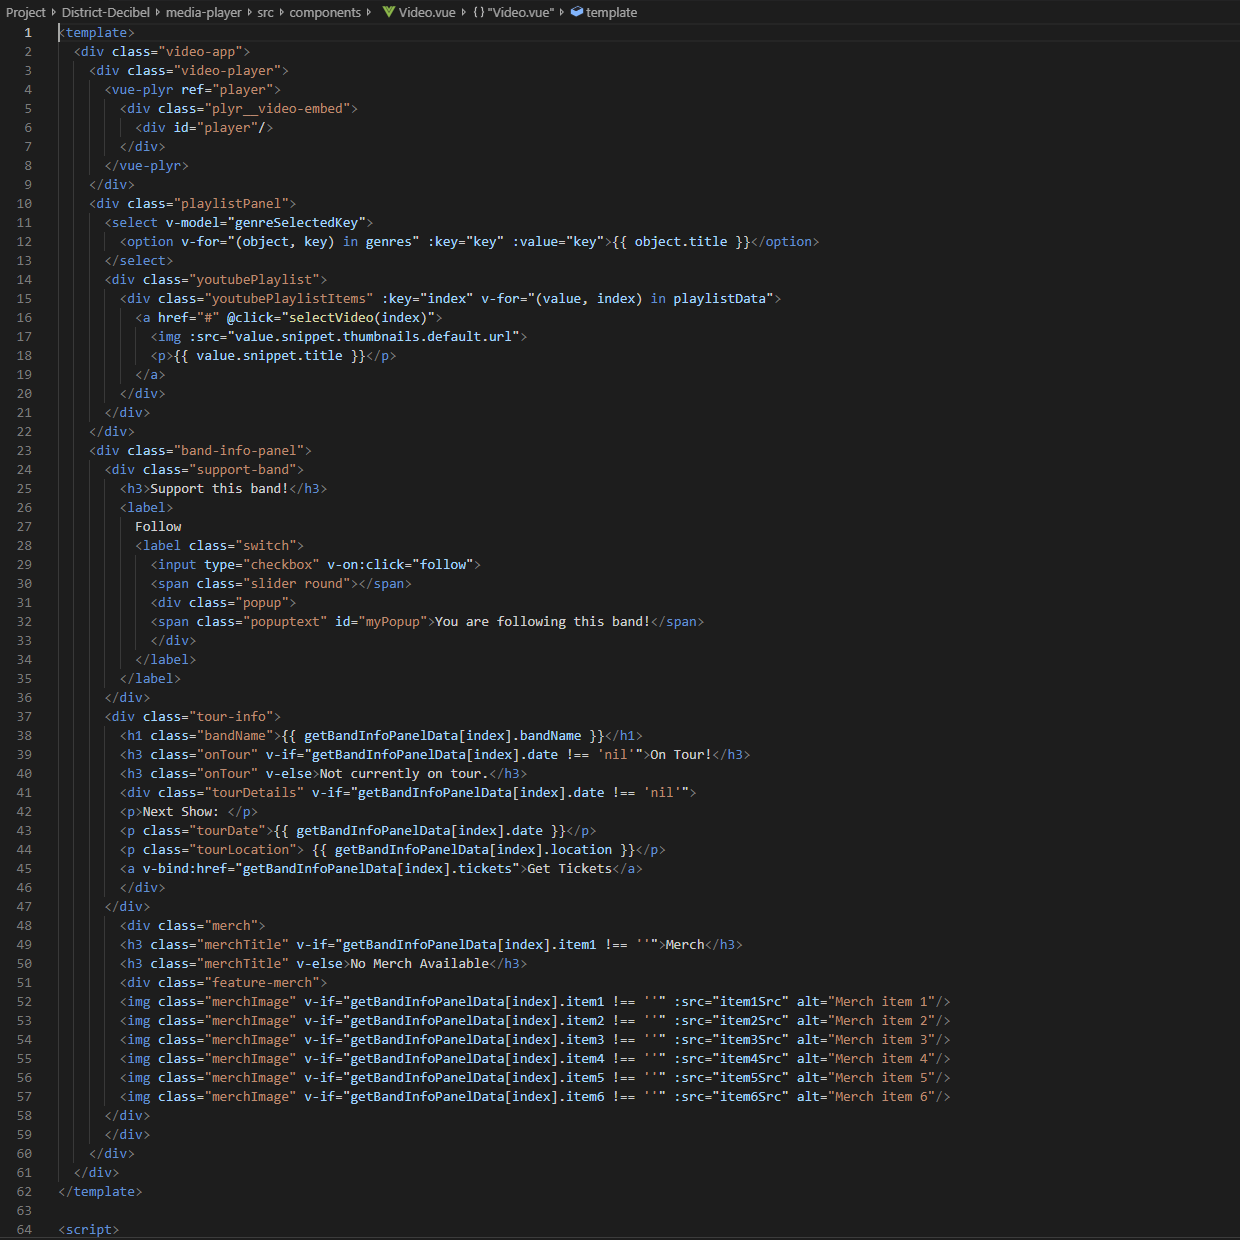 Project › District-Decibel › media-player › src › components › Video.vue › {} "Video.vue" › template
1 <template>
2 <div class="video-app">
3 <div class="video-player">
4 <vue-plyr ref="player">
5 <div class="plyr__video-embed">
6 <div id="player"/>
7 </div>
8 </vue-plyr>
9 </div>
10 <div class="playlistPanel">
11 <select v-model="genreSelectedKey">
12 <option v-for="(object, key) in genres" :key="key" :value="key">{{ object.title }}</option>
13 </select>
14 <div class="youtubePlaylist">
15 <div class="youtubePlaylistItems" :key="index" v-for="(value, index) in playlistData">
16 <a href="#" @click="selectVideo(index)">
17 <img :src="value.snippet.thumbnails.default.url">
18 <p>{{ value.snippet.title }}</p>
19 </a>
20 </div>
21 </div>
22 </div>
23 <div class="band-info-panel">
24 <div class="support-band">
25 <h3>Support this band!</h3>
26 <label>
27 Follow
28 <label class="switch">
29 <input type="checkbox" v-on:click="follow">
30 <span class="slider round"></span>
31 <div class="popup">
32 <span class="popuptext" id="myPopup">You are following this band!</span>
33 </div>
34 </label>
35 </label>
36 </div>
37 <div class="tour-info">
38 <h1 class="bandName">{{ getBandInfoPanelData[index].bandName }}</h1>
39 <h3 class="onTour" v-if="getBandInfoPanelData[index].date !== 'nil'">On Tour!</h3>
40 <h3 class="onTour" v-else>Not currently on tour.</h3>
41 <div class="tourDetails" v-if="getBandInfoPanelData[index].date !== 'nil'">
42 <p>Next Show: </p>
43 <p class="tourDate">{{ getBandInfoPanelData[index].date }}</p>
44 <p class="tourLocation"> {{ getBandInfoPanelData[index].location }}</p>
45 <a v-bind:href="getBandInfoPanelData[index].tickets">Get Tickets</a>
46 </div>
47 </div>
48 <div class="merch">
49 <h3 class="merchTitle" v-if="getBandInfoPanelData[index].item1 !== ''">Merch</h3>
50 <h3 class="merchTitle" v-else>No Merch Available</h3>
51 <div class="feature-merch">
52 <img class="merchImage" v-if="getBandInfoPanelData[index].item1 !== ''" :src="item1Src" alt="Merch item 1"/>
53 <img class="merchImage" v-if="getBandInfoPanelData[index].item2 !== ''" :src="item2Src" alt="Merch item 2"/>
54 <img class="merchImage" v-if="getBandInfoPanelData[index].item3 !== ''" :src="item3Src" alt="Merch item 3"/>
55 <img class="merchImage" v-if="getBandInfoPanelData[index].item4 !== ''" :src="item4Src" alt="Merch item 4"/>
56 <img class="merchImage" v-if="getBandInfoPanelData[index].item5 !== ''" :src="item5Src" alt="Merch item 5"/>
57 <img class="merchImage" v-if="getBandInfoPanelData[index].item6 !== ''" :src="item6Src" alt="Merch item 6"/>
58 </div>
59 </div>
60 </div>
61 </div>
62 </template>
63
64 <script>